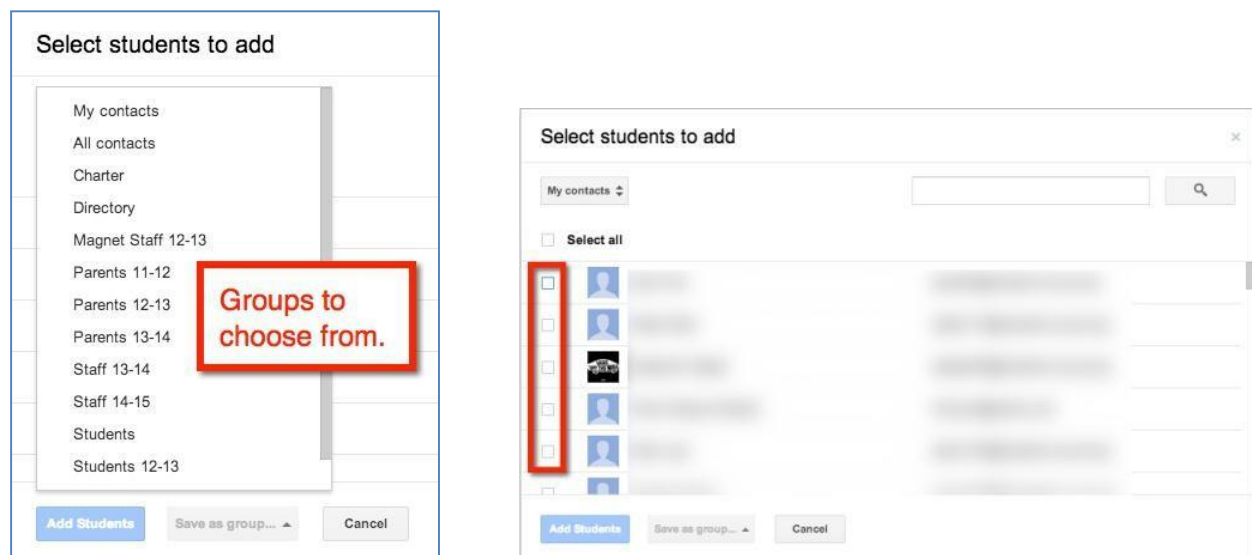 Select students to add
My contacts
All contacts
Charter
Directory
Magnet Staff 12-13
Parents 11-12
Parents 12-13
Parents 13-14
Staff 13-14
Staff 14-15
Students
Students 12-13
Groups to
choose from.
Add Students Save as group... Cancel
Select students to add
My contacts
Select all
Add Students Save as group... Cancel